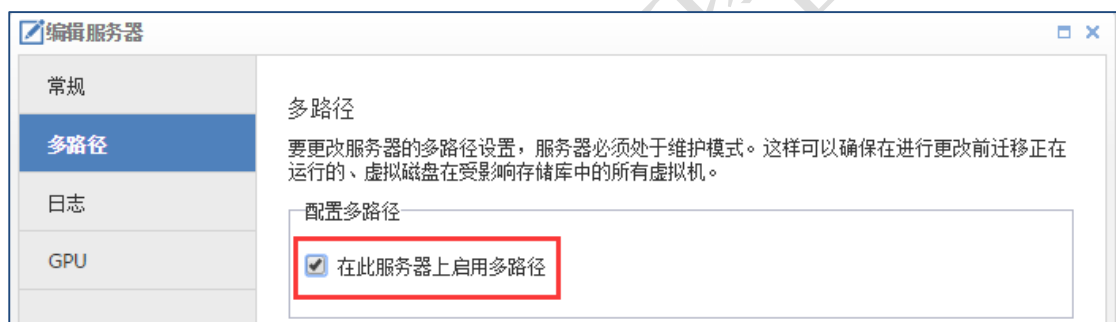 编辑服务器
常规
多路径
日志
GPU
多路径
要更改服务器的多路径设置，服务器必须处于维护模式。这样可以确保在进行更改前迁移正在
运行的、虚拟磁盘在受影响存储库中的所有虚拟机。
配置多路径
在此服务器上启用多路径